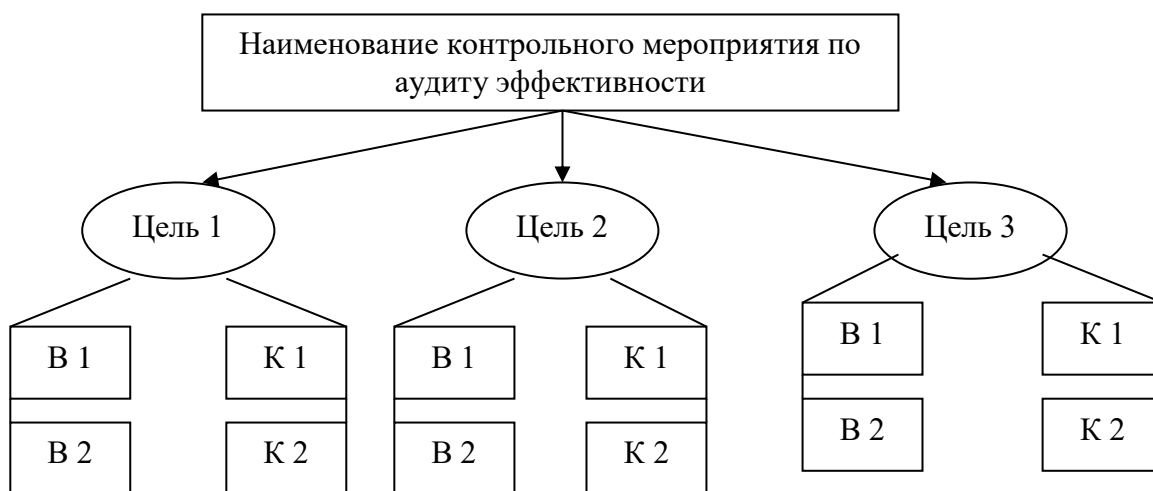 Наименование контрольного мероприятия по
аудиту эффективности
Цель 1
Цель 2
Цель 3
В 1
К 1
В 1
К 1
В 1
К 1
В 2
К 2
В 2
К 2
В 2
К 2